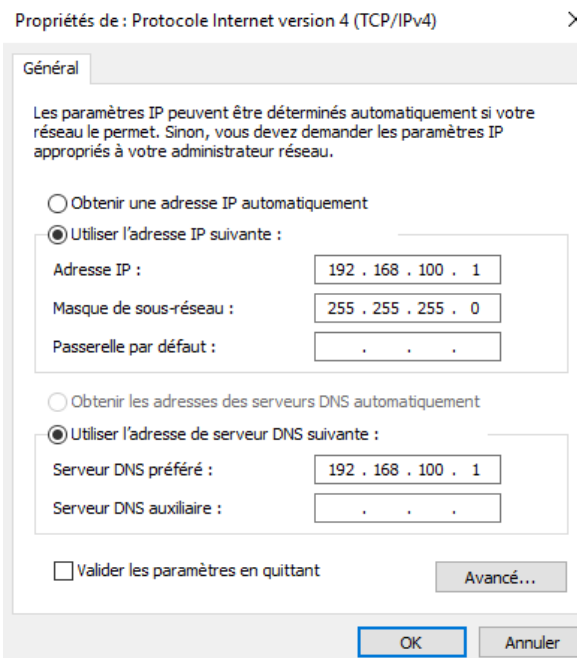 Propriétés de : Protocole Internet version 4 (TCP/IPv4)
Général
Les paramètres IP peuvent être déterminés automatiquement si votre
réseau le permet. Sinon, vous devez demander les paramètres IP
appropriés à votre administrateur réseau.
Obtenir une adresse IP automatiquement
Utiliser l'adresse IP suivante :
Adresse IP : 192 . 168 . 100 . 1
Masque de sous-réseau : 255 . 255 . 255 . 0
Passerelle par défaut : . . .
Obtenir les adresses des serveurs DNS automatiquement
Utiliser l'adresse de serveur DNS suivante :
Serveur DNS préféré : 192 . 168 . 100 . 1
Serveur DNS auxiliaire : . . .
Valider les paramètres en quittant
Avancé...
OK Annuler